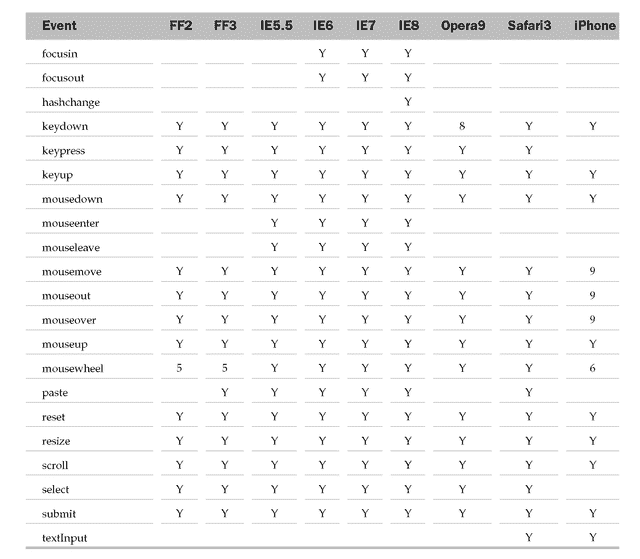 Event FF2 FF3 IE5.5 IE6 IE7 IE8 Opera9 Safari3 iPhone
focusin Y Y Y
focusout Y Y Y
hashchange Y
keydown Y Y Y Y Y Y 8 Y Y
keypress Y Y Y Y Y Y Y Y
keyup Y Y Y Y Y Y Y Y Y
mousedown Y Y Y Y Y Y Y Y Y
mouseenter Y Y Y Y
mouseleave Y Y Y Y
mousemove Y Y Y Y Y Y Y Y 9
mouseout Y Y Y Y Y Y Y Y 9
mouseover Y Y Y Y Y Y Y Y 9
mouseup Y Y Y Y Y Y Y Y Y
mousewheel 5 5 Y Y Y Y Y Y 6
paste Y Y Y Y Y Y
reset Y Y Y Y Y Y Y Y Y
resize Y Y Y Y Y Y Y Y Y
scroll Y Y Y Y Y Y Y Y Y
select Y Y Y Y Y Y Y Y
submit Y Y Y Y Y Y Y Y Y
textInput Y Y